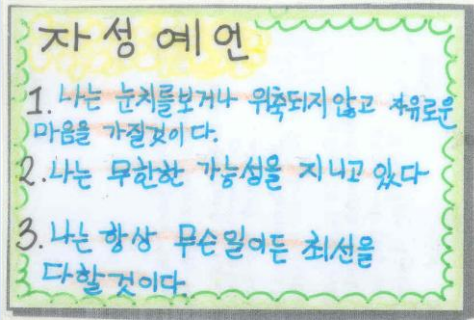 자성예언
1. 나는 눈치를보거나 위축되지않고 자유로운
마음을 가질것이다.
2. 나는 무한한 가능성을 지니고 있다
3. 나는 항상 무슨일이든 최선을
다할것이다.